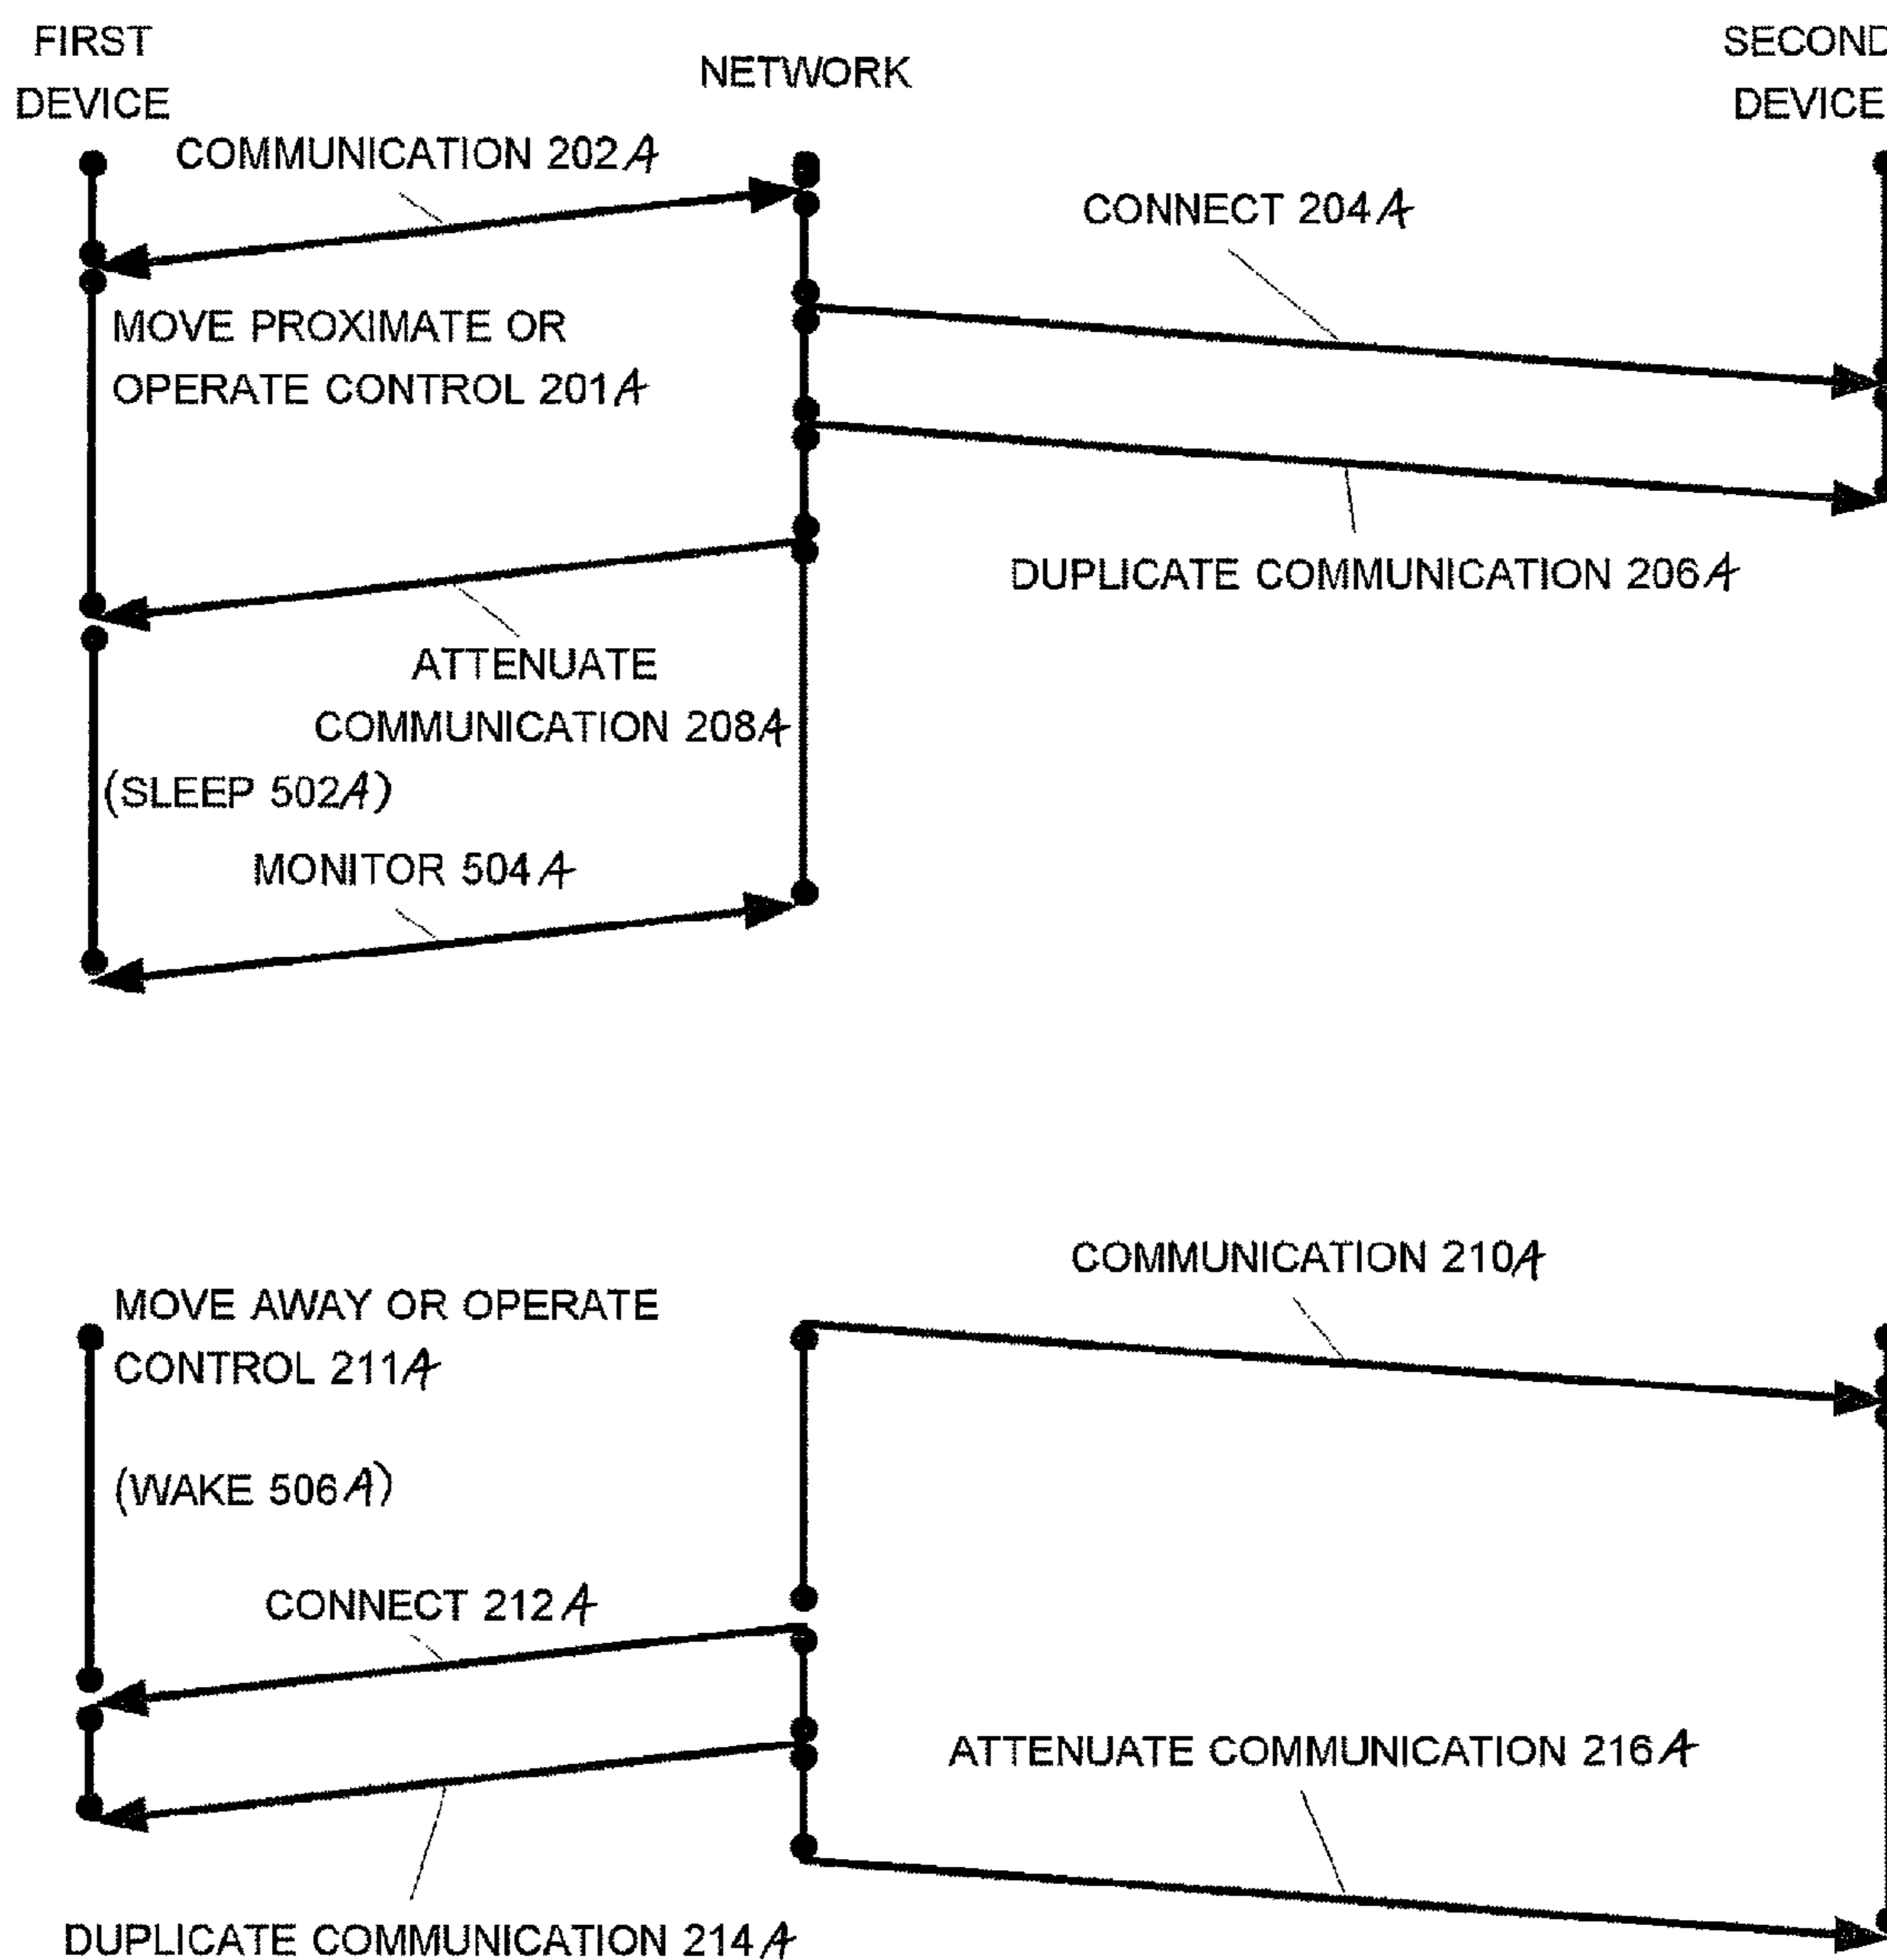 FIRST
DEVICE
NETWORK
SECOND
DEVICE
COMMUNICATION 202A
CONNECT 204A
MOVE PROXIMATE OR
OPERATE CONTROL 201A
DUPLICATE COMMUNICATION 206A
ATTENUATE
COMMUNICATION 208A
(SLEEP 502A)
MONITOR 504A
COMMUNICATION 210A
MOVE AWAY OR OPERATE
CONTROL 211A
(WAKE 506A)
CONNECT 212A
ATTENUATE COMMUNICATION 216A
DUPLICATE COMMUNICATION 214A